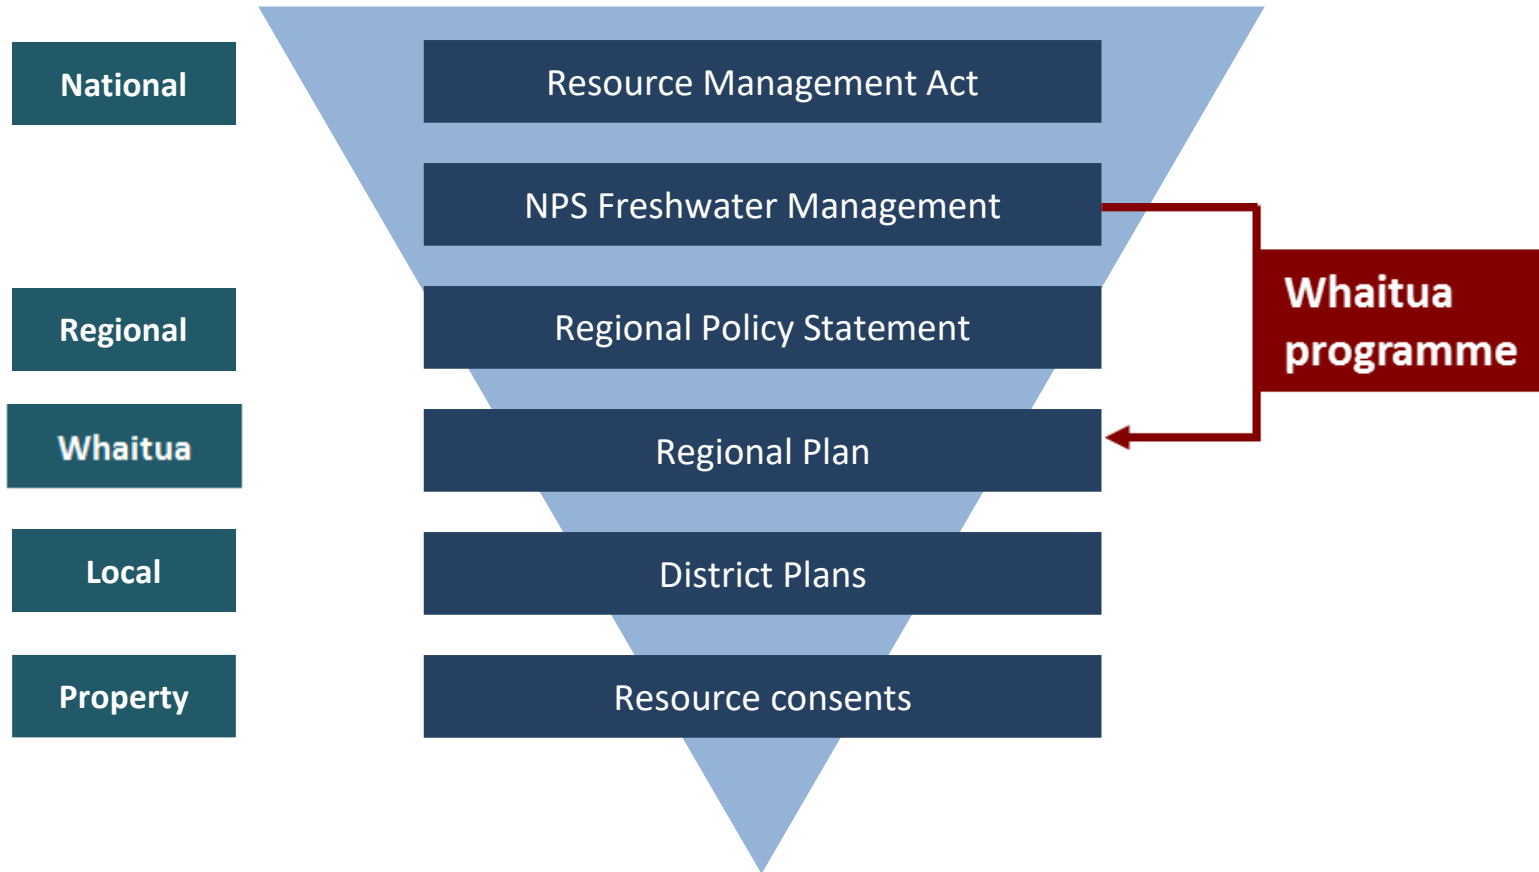 National
Resource Management Act
NPS Freshwater Management
Regional
Regional Policy Statement
Whaitua
programme
Whaitua
Regional Plan
Local
District Plans
Property
Resource consents